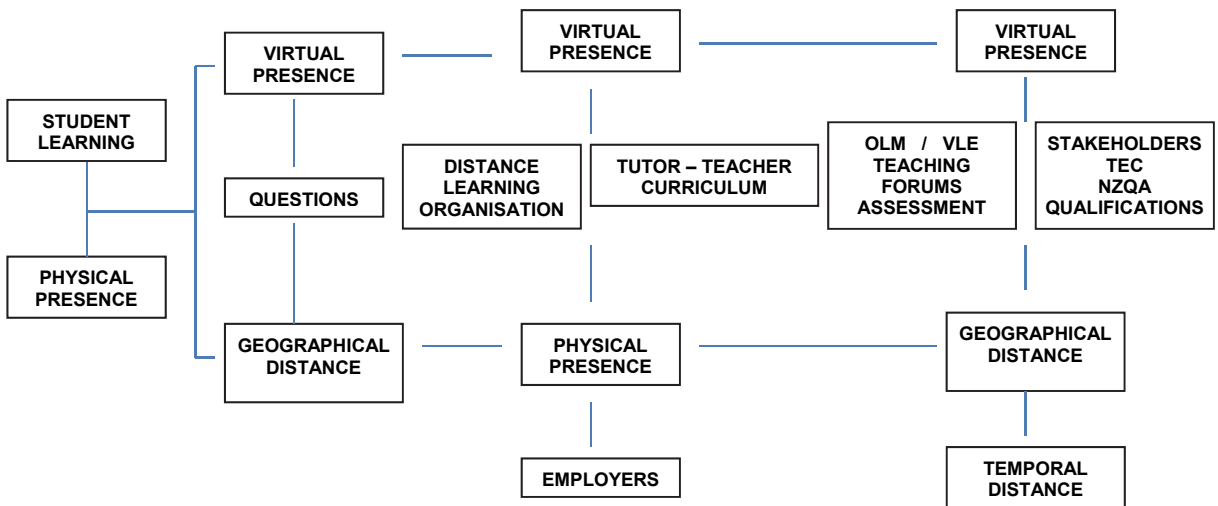 VIRTUAL
PRESENCE
VIRTUAL
PRESENCE
VIRTUAL
PRESENCE
STUDENT
LEARNING
QUESTIONS
DISTANCE
LEARNING
ORGANISATION
TUTOR – TEACHER
CURRICULUM
OLM / VLE
TEACHING
FORUMS
ASSESSMENT
STAKEHOLDERS
TEC
NZQA
QUALIFICATIONS
PHYSICAL
PRESENCE
GEOGRAPHICAL
DISTANCE
PHYSICAL
PRESENCE
GEOGRAPHICAL
DISTANCE
EMPLOYERS
TEMPORAL
DISTANCE